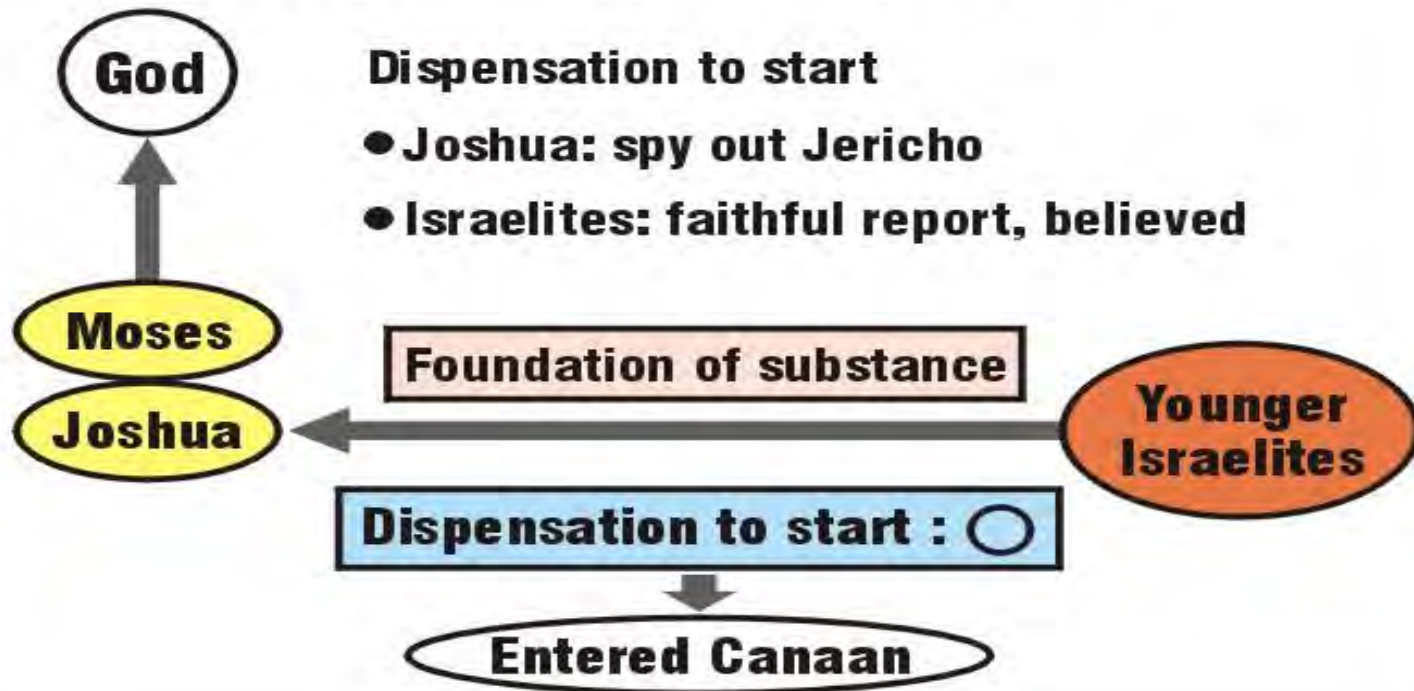 God
Dispensation to start
● Joshua: spy out Jericho
● Israelites: faithful report, believed
Moses
Joshua
Foundation of substance
Younger
Israelites
Dispensation to start : ○
Entered Canaan